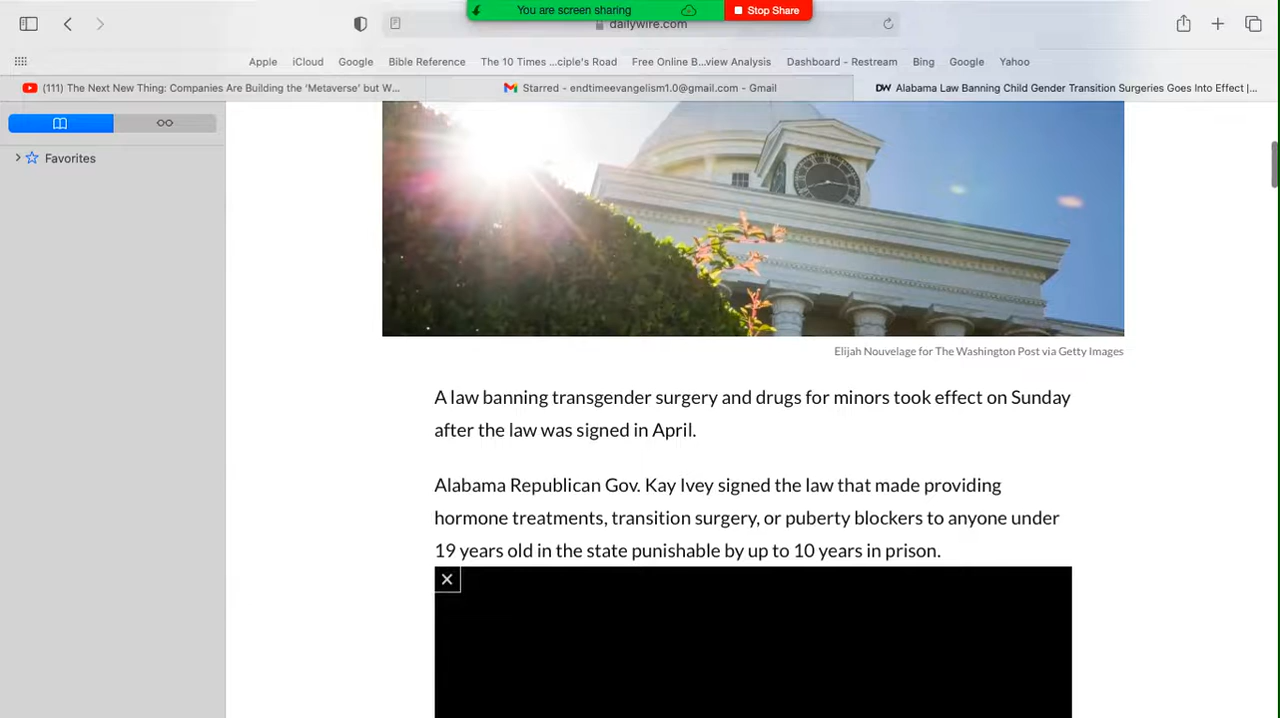 You are screen sharing
Stop Share
dailywire.com
Apple iCloud Google Bible Reference The 10 Times ...ciple's Road Free Online B...view Analysis Dashboard - Restream Bing Google Yahoo
(111) The Next New Thing: Companies Are Building the ‘Metaverse’ but W...
Starred - endtimeevangelism1.0@gmail.com - Gmail
DW Alabama Law Banning Child Gender Transition Surgeries Goes Into Effect |...
Favorites
Elijah Nouvelage for The Washington Post via Getty Images
A law banning transgender surgery and drugs for minors took effect on Sunday
after the law was signed in April.
Alabama Republican Gov. Kay Ivey signed the law that made providing
hormone treatments, transition surgery, or puberty blockers to anyone under
19 years old in the state punishable by up to 10 years in prison.